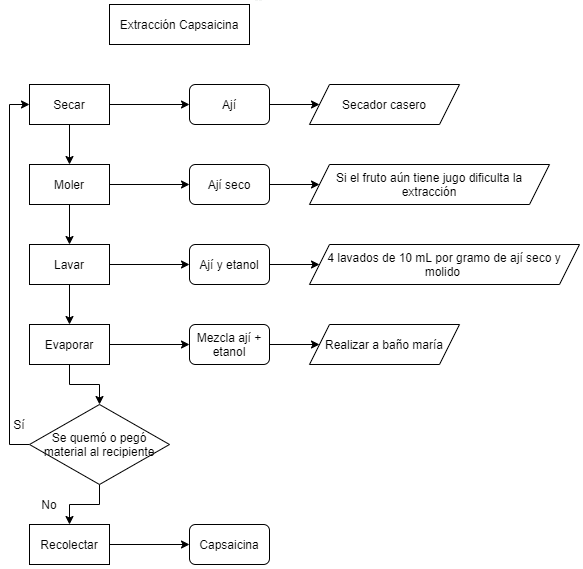 Extracción Capsaicina
Secar
Ají
Secador casero
Moler
Ají seco
Si el fruto aún tiene jugo dificulta la
extracción
Lavar
Ají y etanol
4 lavados de 10 mL por gramo de ají seco y
molido
Evaporar
Mezcla ají +
etanol
Realizar a baño maría
Sí
Se quemó o pegó
material al recipiente
No
Recolectar
Capsaicina